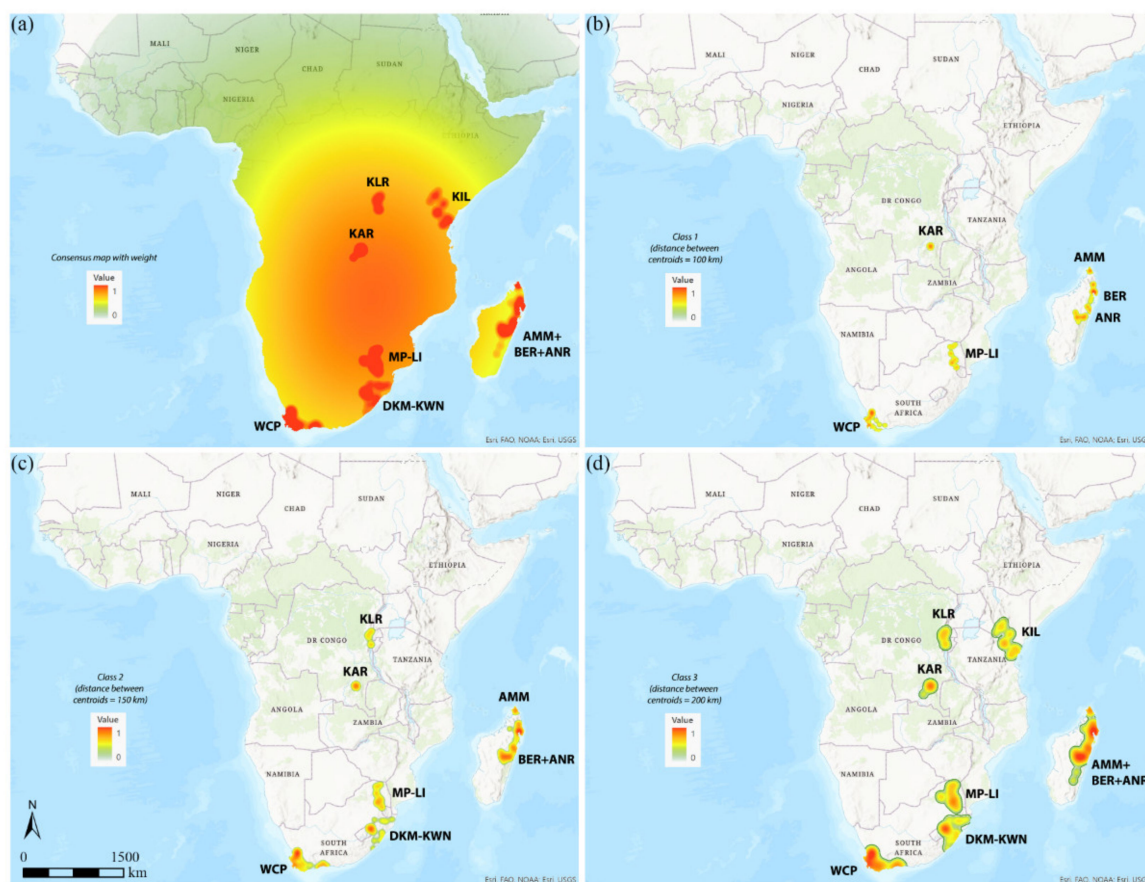 (a)
MALI
NIGER
CHAD
SUDAN
NIGERIA
ETHIOPIA
KLR
KIL
KAR
Consensus map with weight
Value
1
0
AMM+
BER+ANR
MP-LI
DKM-KWN
WCP
Esri, FAO, NOAA: Esri, USGS
(b)
MALI
NIGER
CHAD
SUDAN
NIGERIA
ETHIOPIA
DR CONGO
TANZANIA
KAR
Class 1
(distance between
centroids = 100 km)
Value
1
0
ANGOLA
ZAMBIA
AMM
BER
ANR
NAMIBIA
MP-LI
SOUTH
AFRICA
WCP
Esri, FAO, NOAA: Esri, USGS
(c)
MALI
NIGER
CHAD
SUDAN
NIGERIA
ETHIOPIA
KLR
DR CONGO
TANZANIA
KAR
Class 2
(distance between
centroids = 150 km)
Value
1
0
ANGOLA
ZAMBIA
AMM
BER+ANR
NAMIBIA
MP-LI
DKM-KWN
SOUTH
AFRICA
WCP
N
0
1500
km
Esri, FAO, NOAA: Esri, USGS
(d)
MALI
NIGER
CHAD
SUDAN
NIGERIA
ETHIOPIA
KLR
KIL
DR CONGO
TANZANIA
KAR
Class 3
(distance between
centroids = 200 km)
Value
1
0
ANGOLA
ZAMBIA
AMM+
BER+ANR
NAMIBIA
MP-LI
DKM-KWN
SOUTH
AFRICA
WCP
Esri, FAO, NOAA: Esri, USGS